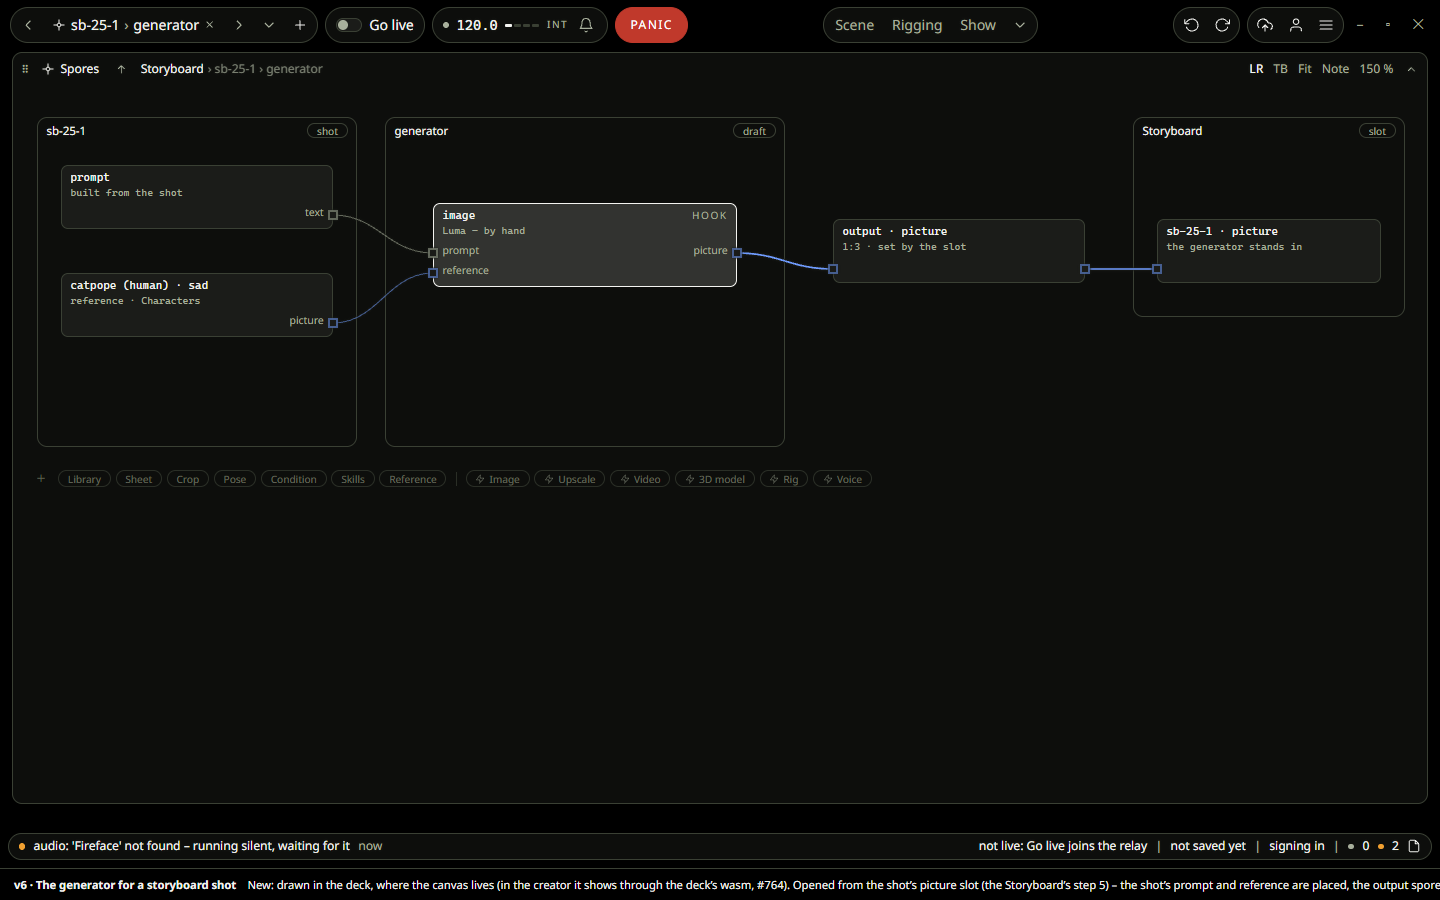 sb-25-1 › generator × Go live 120.0 INT PANIC Scene Rigging Show
Spores ↑ Storyboard › sb-25-1 › generator LR TB Fit Note 150 %
sb-25-1 shot
prompt
built from the shot
text
catpope (human) · sad
reference · Characters
picture
generator draft
image HOOK
Luma — by hand
prompt picture
reference
output · picture
1:3 · set by the slot
Storyboard slot
sb-25-1 · picture
the generator stands in
+ Library Sheet Crop Pose Condition Skills Reference | Image Upscale Video 3D model Rig Voice
audio: 'Fireface' not found – running silent, waiting for it now
not live: Go live joins the relay | not saved yet | signing in | 0 2
v6 · The generator for a storyboard shot New: drawn in the deck, where the canvas lives (in the creator it shows through the deck's wasm, #764). Opened from the shot's picture slot (the Storyboard's step 5) – the shot's prompt and reference are placed, the output spore